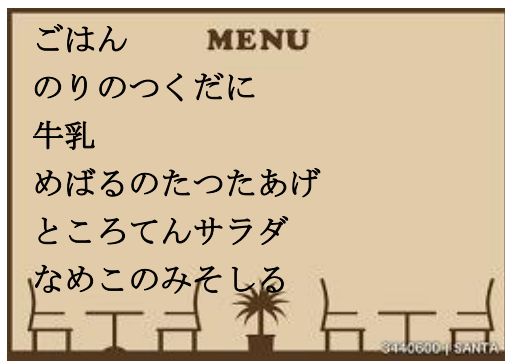 MENU
ごはん
のりのつくだに
牛乳
めばるのたつたあげ
ところてんサラダ
なめこのみそしる
3440600 | SANTA